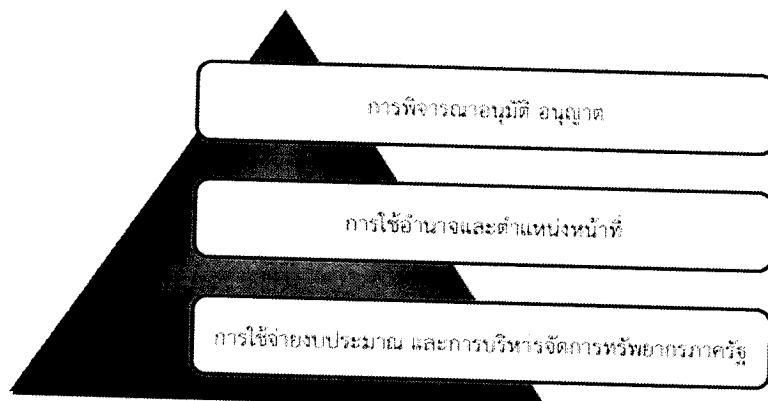 การพิจารณาอนุมัติ อนุญาต
การใช้อำนาจและตำแหน่งหน้าที่
การใช้จ่ายงบประมาณ และการบริหารจัดการทรัพยากรภาครัฐ